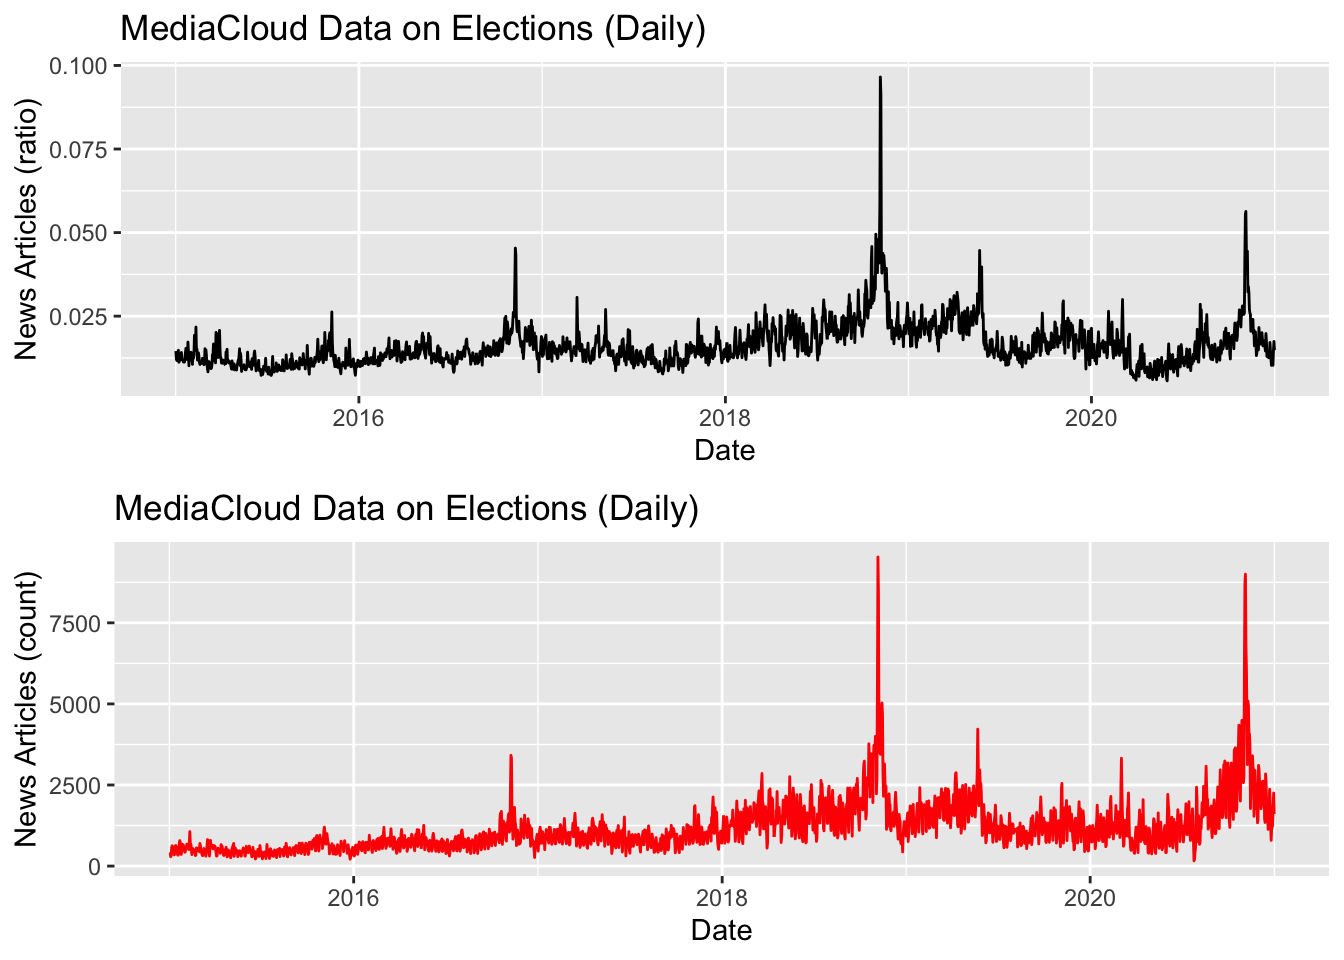 MediaCloud Data on Elections (Daily)
0.100
0.075
0.050
0.025
News Articles (ratio)
2016 2018 2020
Date
MediaCloud Data on Elections (Daily)
7500
5000
2500
0
News Articles (count)
2016 2018 2020
Date